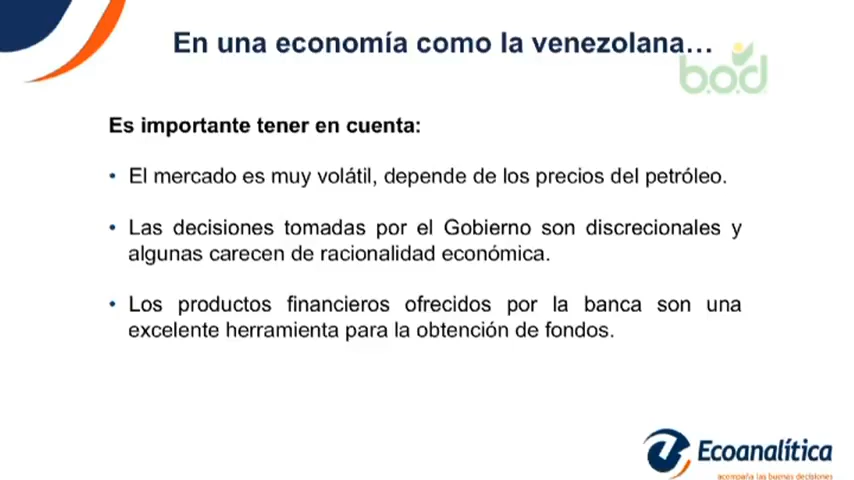 En una economía como la venezolana…
b.o.d
Es importante tener en cuenta:
• El mercado es muy volátil, depende de los precios del petróleo.
• Las decisiones tomadas por el Gobierno son discrecionales y
algunas carecen de racionalidad económica.
• Los productos financieros ofrecidos por la banca son una
excelente herramienta para la obtención de fondos.
Ecoanalítica
acompaña las buenas decisiones